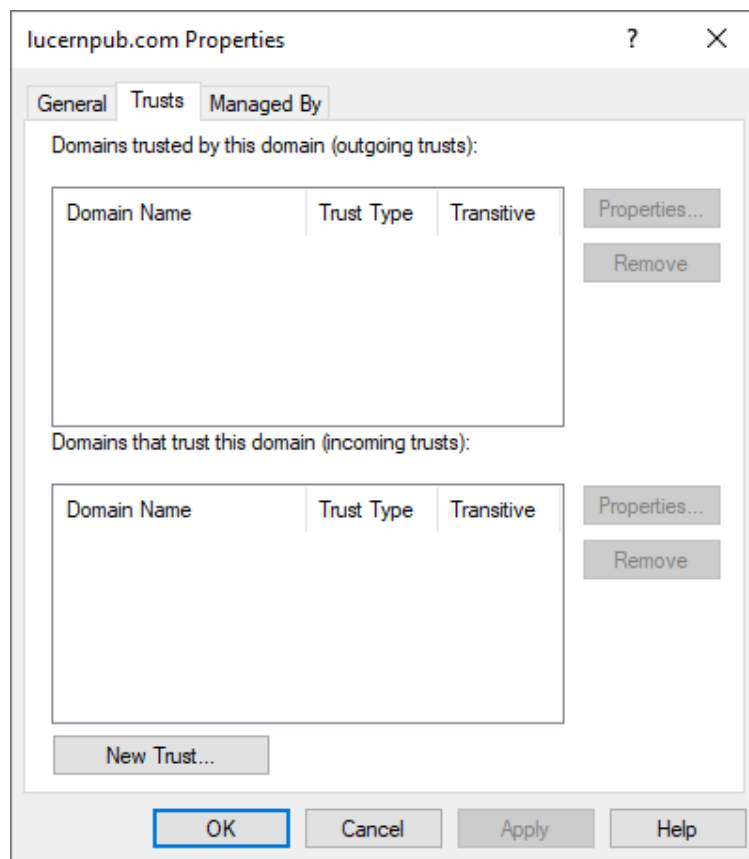 lucernpub.com Properties ? ×
General Trusts Managed By
Domains trusted by this domain (outgoing trusts):
Domain Name Trust Type Transitive
Properties...
Remove
Domains that trust this domain (incoming trusts):
Domain Name Trust Type Transitive
Properties...
Remove
New Trust...
OK Cancel Apply Help